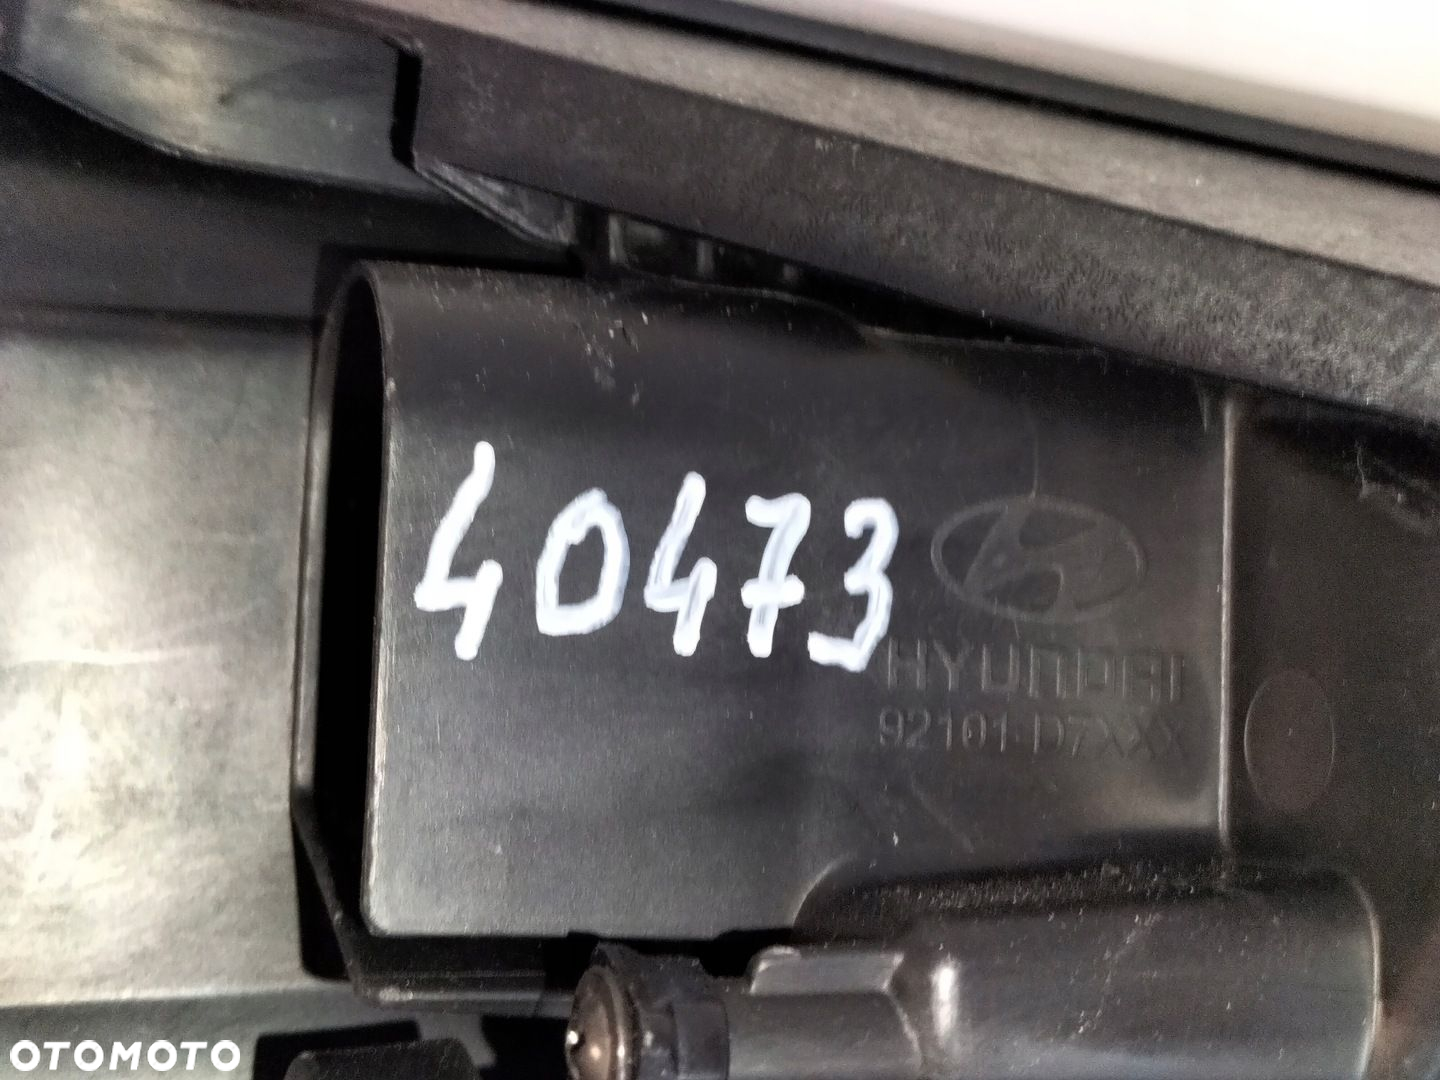 40473
HYUNDAI
92101-D7XXX
OTOMOTO